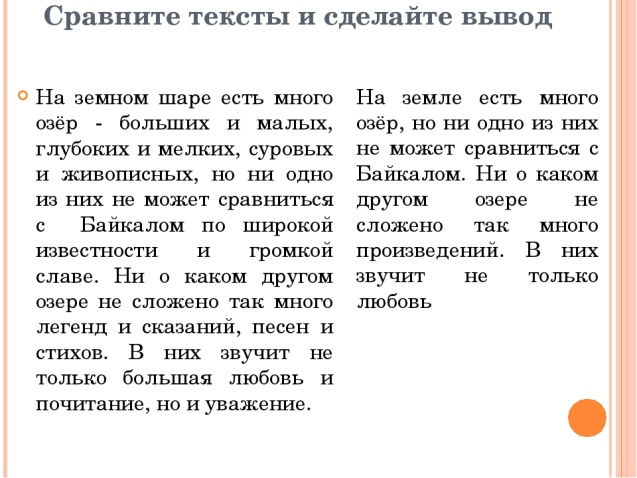 Сравните тексты и сделайте вывод
На земном шаре есть много
озёр - больших и малых,
глубоких и мелких, суровых
и живописных, но ни одно
из них не может сравниться
с Байкалом по широкой
известности и громкой
славе. Ни о каком другом
озере не сложено так много
легенд и сказаний, песен и
стихов. В них звучит не
только большая любовь и
почитание, но и уважение.
На земле есть много
озёр, но ни одно из них
не может сравниться с
Байкалом. Ни о каком
другом озере не
сложено так много
произведений. В них
звучит не только
любовь